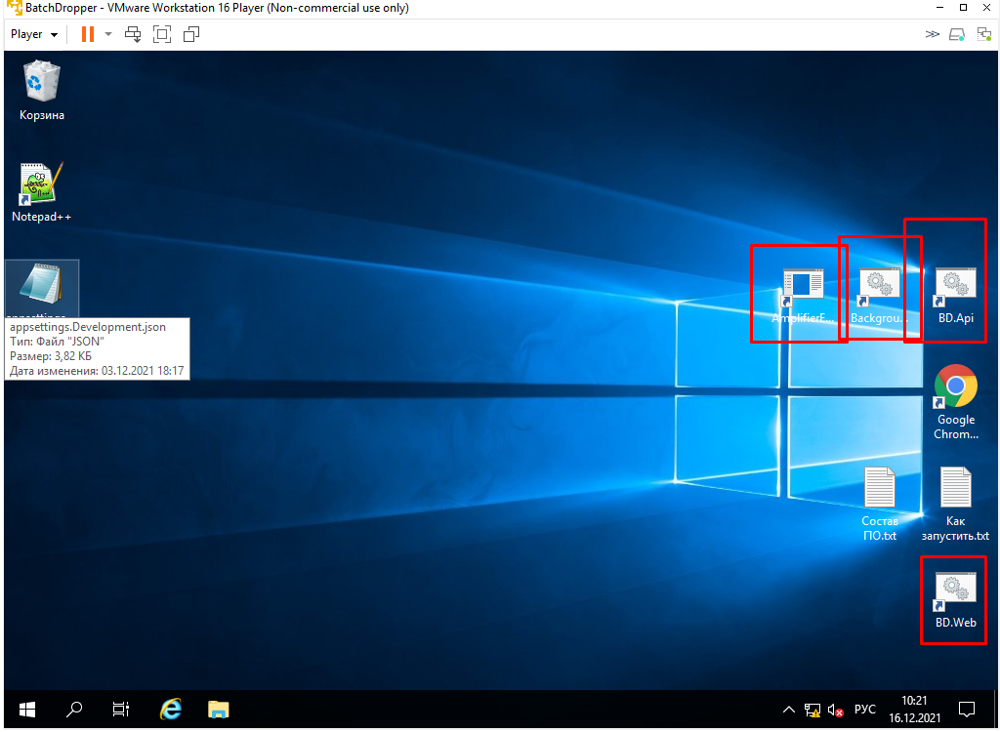 BatchDropper - VMware Workstation 16 Player (Non-commercial use only)
Player
Корзина
Notepad++
appsettings.Development.json
Тип: Файл "JSON"
Размер: 3,82 КБ
Дата изменения: 03.12.2021 18:17
AmplifierE...
Backgrou...
BD.Api
Google
Chrom...
Состав
ПО.txt
Как
запустить.txt
BD.Web
РУС
10:21
16.12.2021